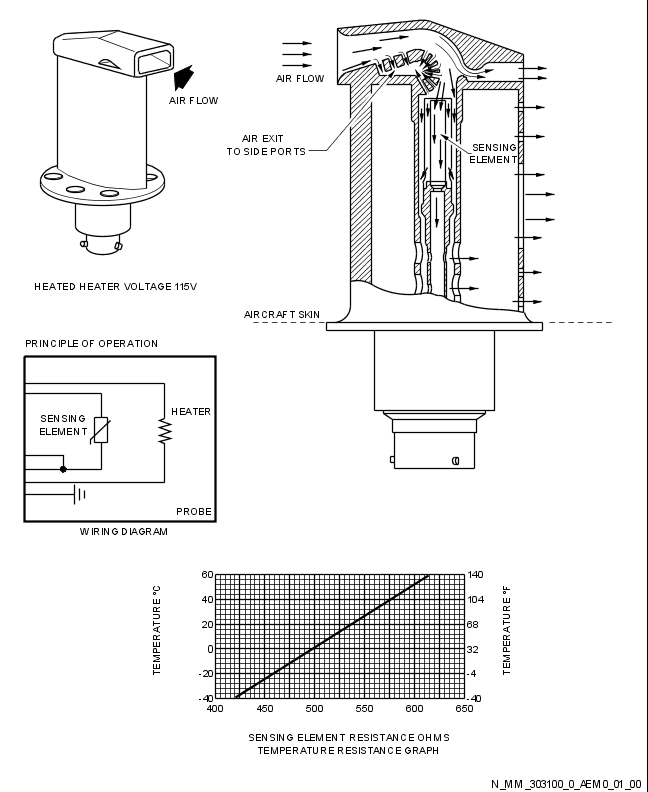 AIR FLOW
HEATED HEATER VOLTAGE 115V
AIR FLOW
AIR EXIT
TO SIDE PORTS
SENSING
ELEMENT
AIRCRAFT SKIN
PRINCIPLE OF OPERATION
SENSING
ELEMENT
HEATER
PROBE
WIRING DIAGRAM
TEMPERATURE °C
60
40
20
0
-20
-40
400
450
500
550
600
650
140
104
68
32
-4
-40
TEMPERATURE °F
SENSING ELEMENT RESISTANCE OHMS
TEMPERATURE RESISTANCE GRAPH
N_MM_303100_0_AEM0_01_00